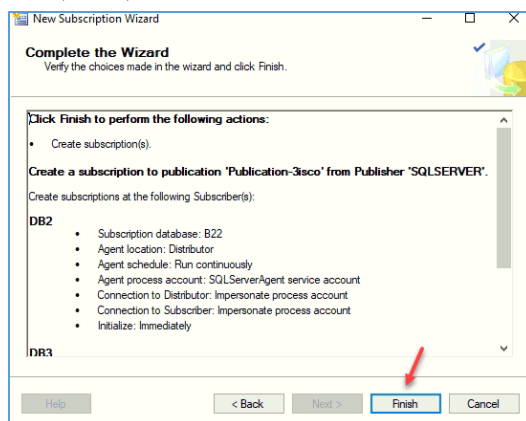 New Subscription Wizard
Complete the Wizard
Verify the choices made in the wizard and click Finish.
Click Finish to perform the following actions:
• Create subscription(s).
Create a subscription to publication 'Publication-3isco' from Publisher 'SQLSERVER'.
Create subscriptions at the following Subscriber(s):
DB2
• Subscription database: B22
• Agent location: Distributor
• Agent schedule: Run continuously
• Agent process account: SQLServerAgent service account
• Connection to Distributor: Impersonate process account
• Connection to Subscriber: Impersonate process account
• Initialize: Immediately
DB3
Help < Back Next > Finish Cancel